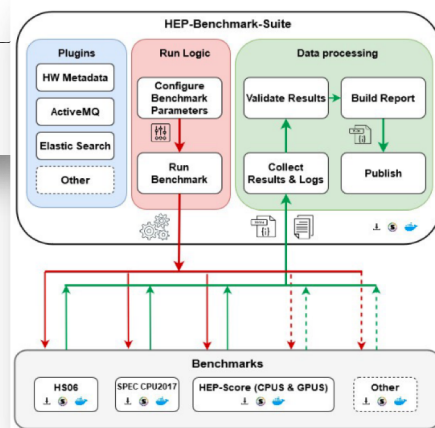 HEP-Benchmark-Suite
Plugins
HW Metadata
ActiveMQ
Elastic Search
Other
Run Logic
Configure
Benchmark
Parameters
Run
Benchmark
Data processing
Validate Results
Build Report
Collect
Results & Logs
Publish
Benchmarks
HS06
SPEC CPU2017
HEP-Score (CPUS & GPUS)
Other